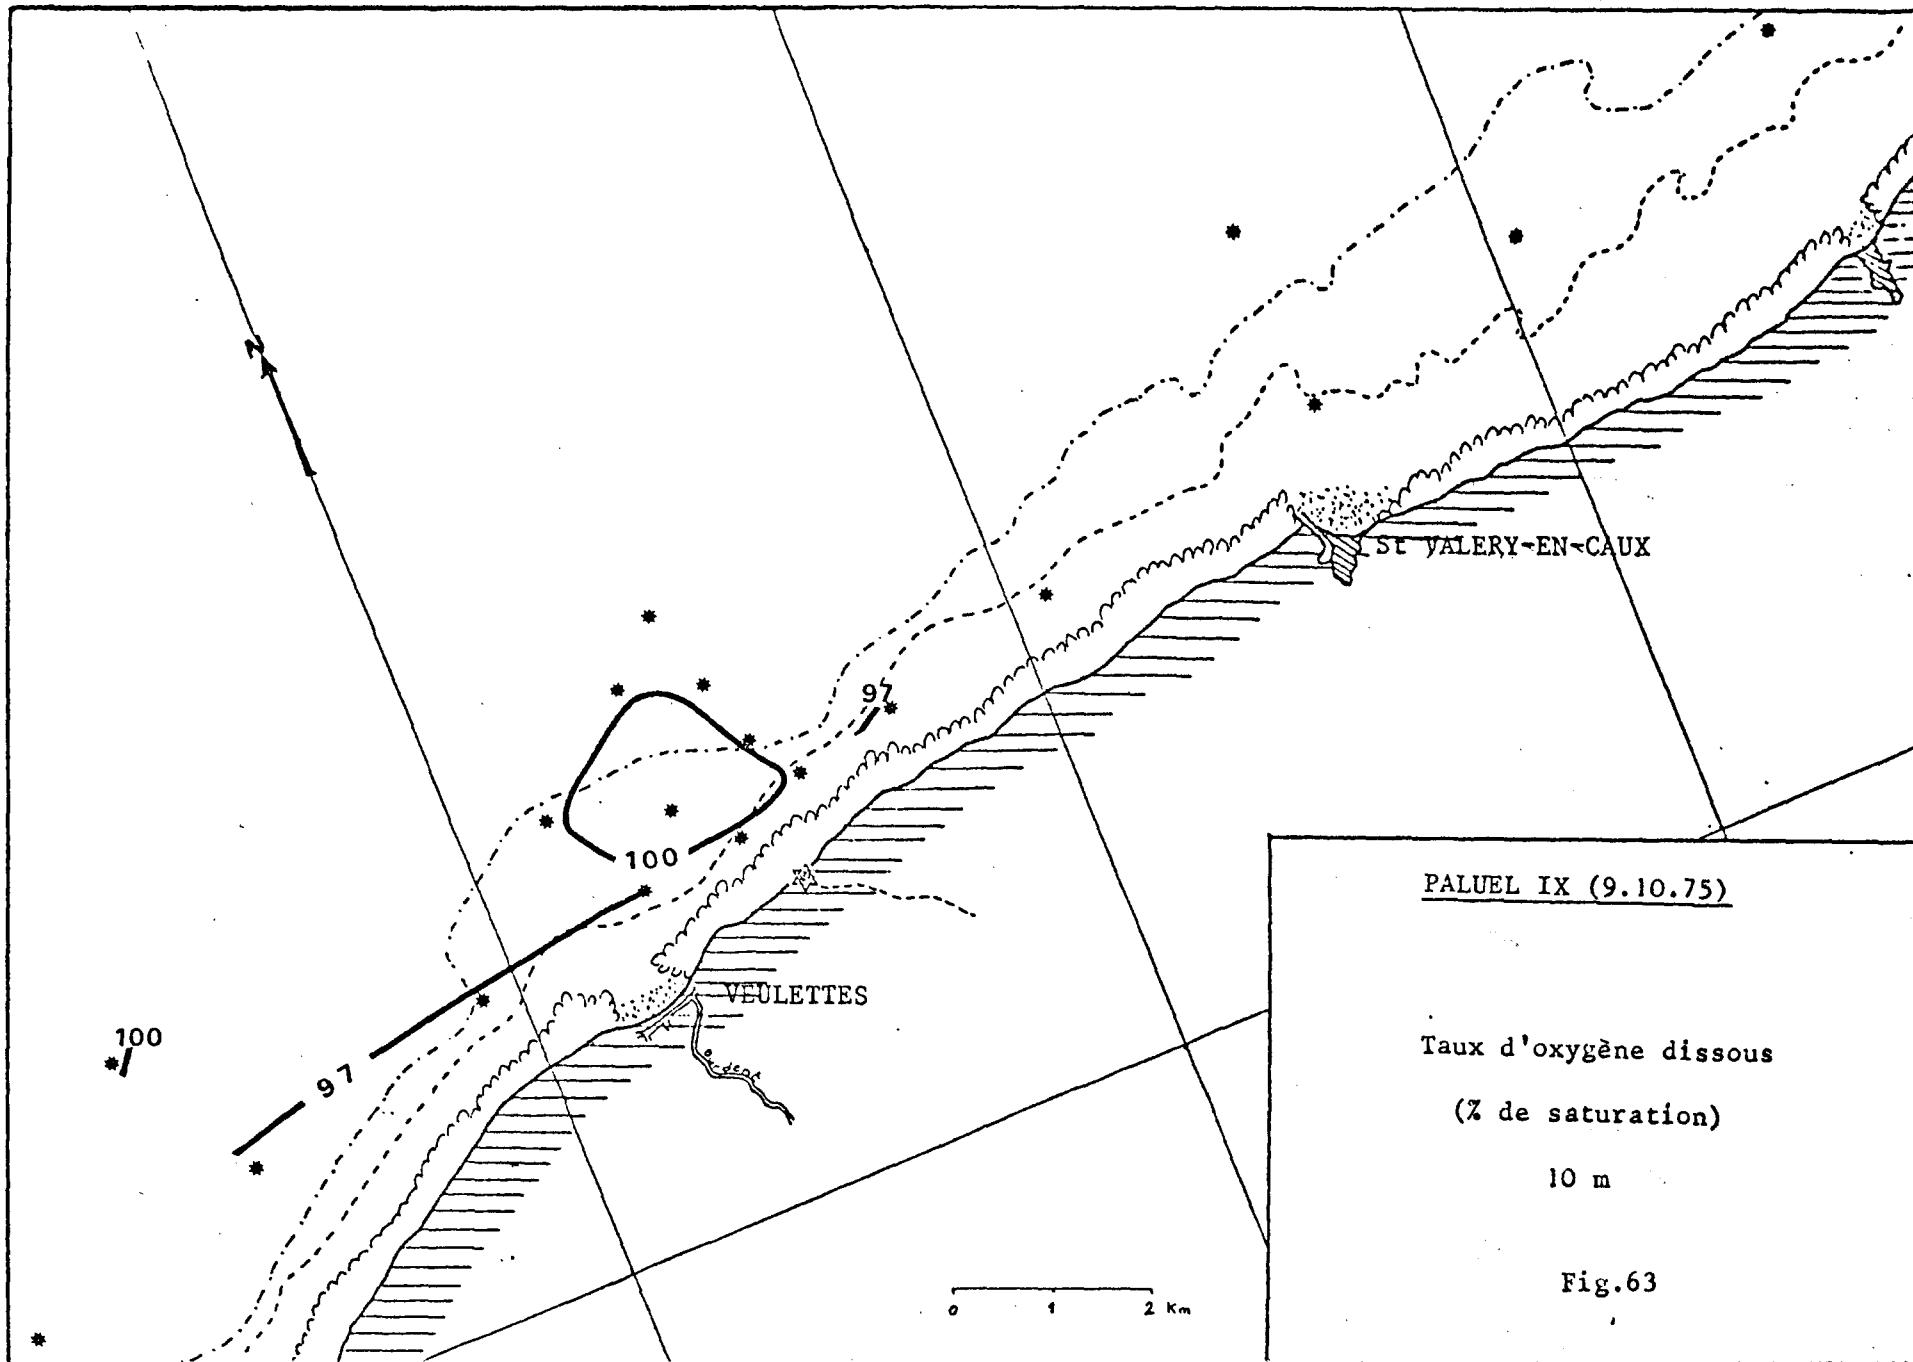 N
St VALERY-EN-CAUX
97
100
VEULETTES
100
97
0 1 2 Km
PALUEL IX (9.10.75)
Taux d'oxygène dissous
(% de saturation)
10 m
Fig.63